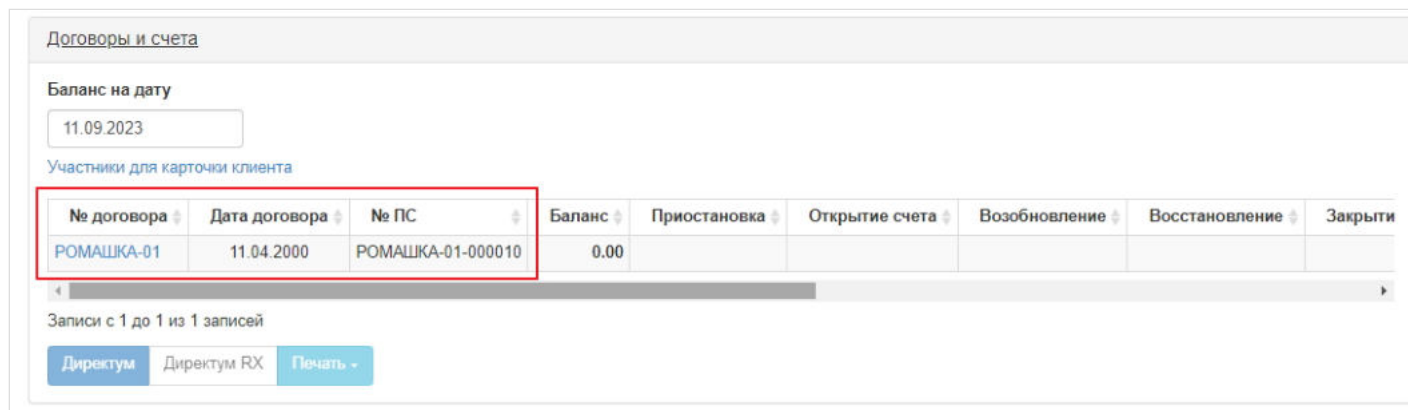 Договоры и счета
Баланс на дату
11.09.2023
Участники для карточки клиента
№ договора Дата договора № ПС Баланс Приостановка Открытие счета Возобновление Восстановление Закрыти
РОМАШКА-01 11.04.2000 РОМАШКА-01-000010 0.00
Записи с 1 до 1 из 1 записей
Директум Директум RX Печать